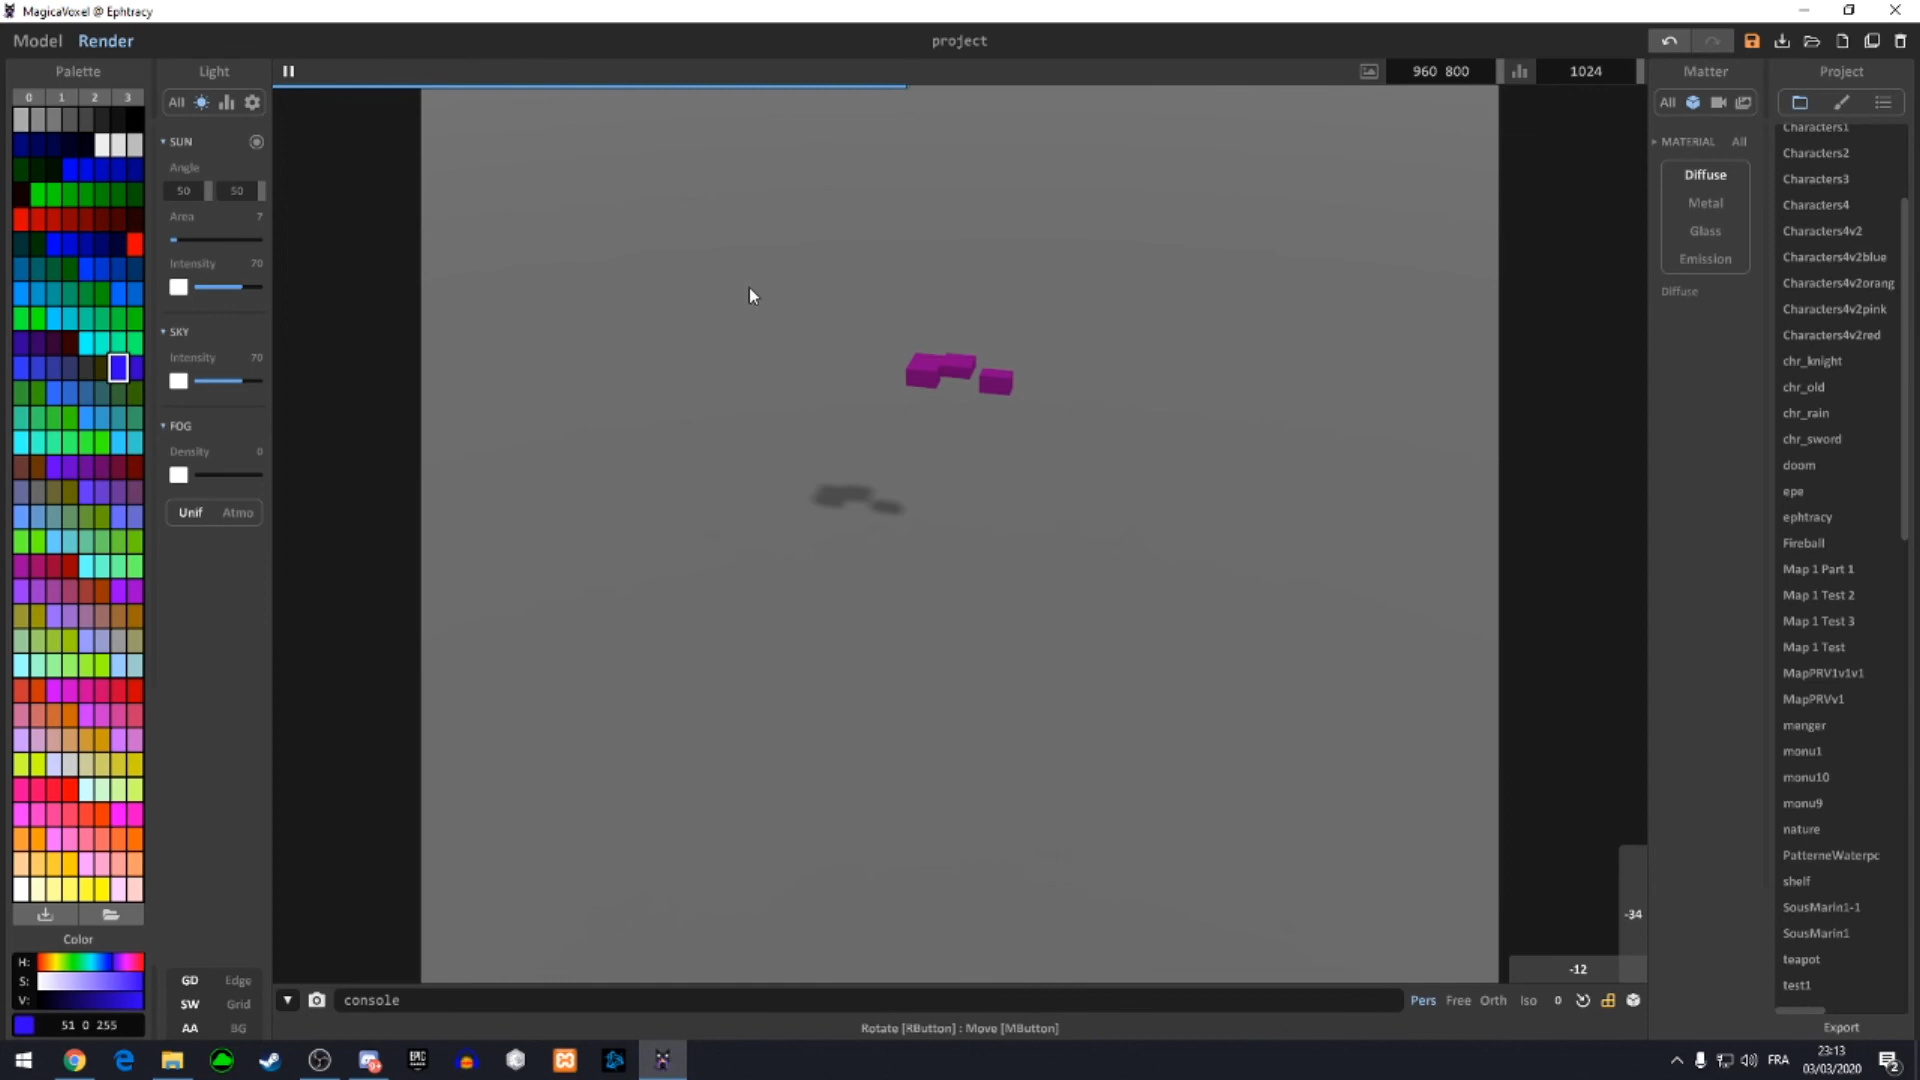 MagicaVoxel @ Ephtracy
Model Render
project
Palette
Light
960 800
1024
Matter
Project
0 1 2 3
All
All
SUN
Angle
50 50
Area 7
Intensity 70
SKY
Intensity 70
FOG
Density 0
Unif Atmo
MATERIAL All
Diffuse
Metal
Glass
Emission
Diffuse
Characters1
Characters2
Characters3
Characters4
Characters4v2
Characters4v2blue
Characters4v2orang
Characters4v2pink
Characters4v2red
chr_knight
chr_old
chr_rain
chr_sword
doom
epe
ephtracy
Fireball
Map 1 Part 1
Map 1 Test 2
Map 1 Test 3
Map 1 Test
MapPRV1v1v1
MapPRVv1
menger
monu1
monu10
monu9
nature
PatterneWaterpc
shelf
SousMarin1-1
SousMarin1
teapot
test1
Export
-34
-12
Color
H:
S:
V:
51 0 255
GD Edge
SW Grid
AA BG
console
Pers Free Orth Iso 0
Rotate [RButton] : Move [MButton]
EPIC
9+
FRA
23:13
03/03/2020
2